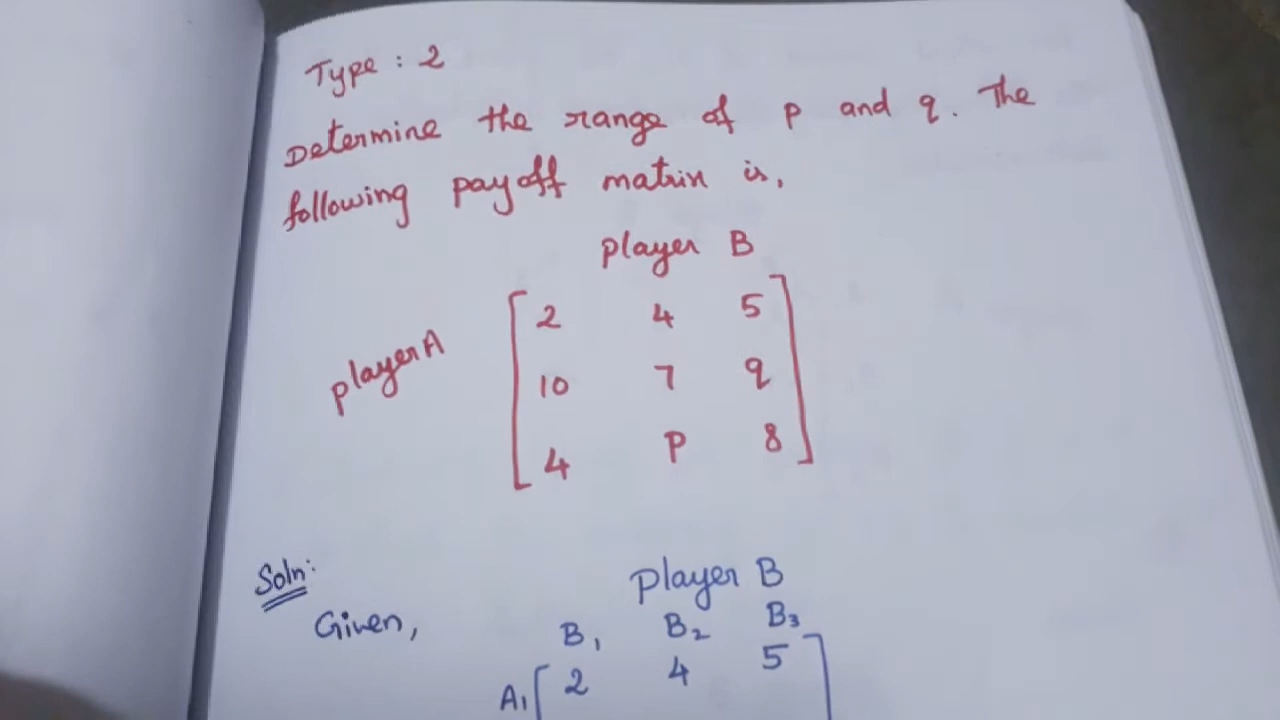 Type : 2
Determine the range of p and q. The
following payoff matrix is,
player B
player A
2 4 5
10 7 q
4 P 8
Soln:
Player B
Given,
B1 B2 B3
A1 2 4 5